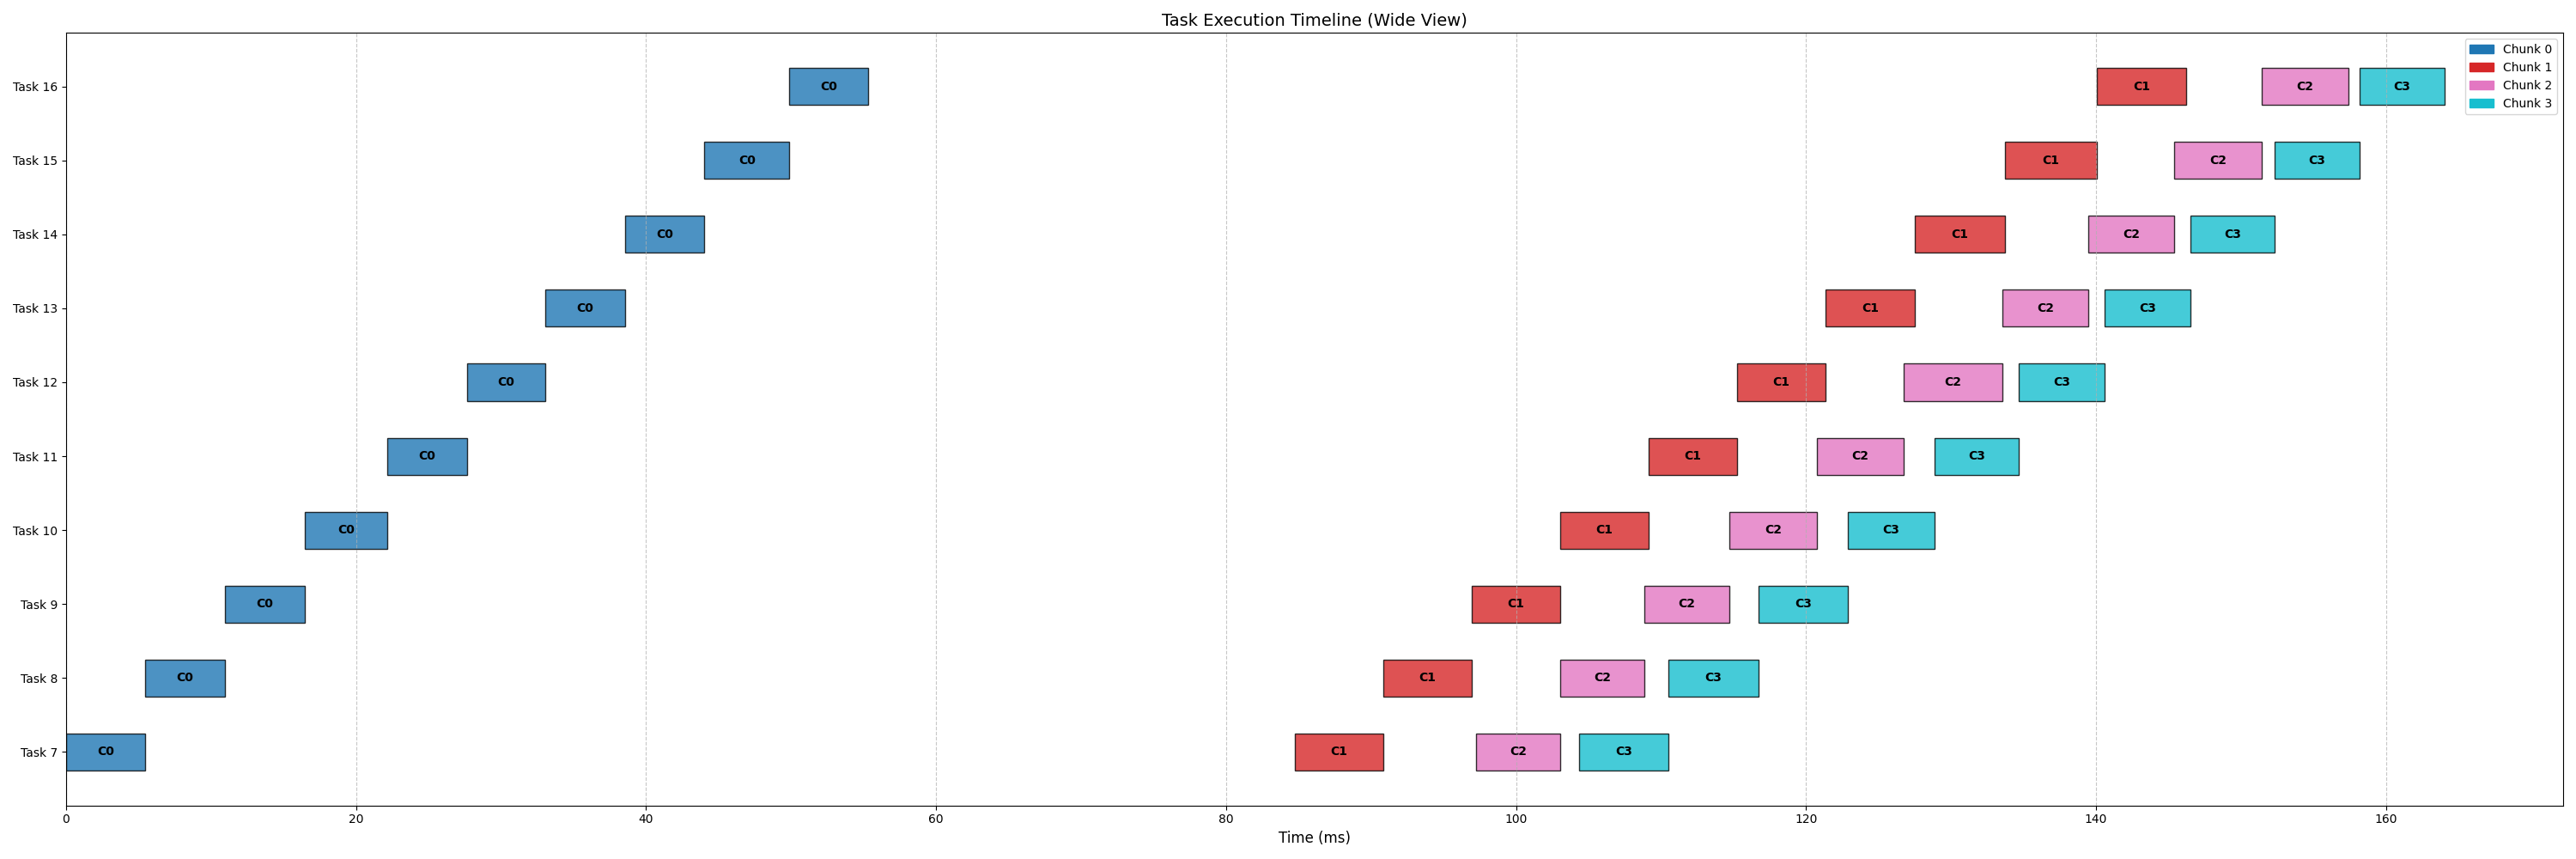 Task Execution Timeline (Wide View)
Chunk 0
Chunk 1
Chunk 2
Chunk 3
Task 16 C0 C1 C2 C3
Task 15 C0 C1 C2 C3
Task 14 C0 C1 C2 C3
Task 13 C0 C1 C2 C3
Task 12 C0 C1 C2 C3
Task 11 C0 C1 C2 C3
Task 10 C0 C1 C2 C3
Task 9 C0 C1 C2 C3
Task 8 C0 C1 C2 C3
Task 7 C0 C1 C2 C3
0 20 40 60 80 100 120 140 160
Time (ms)